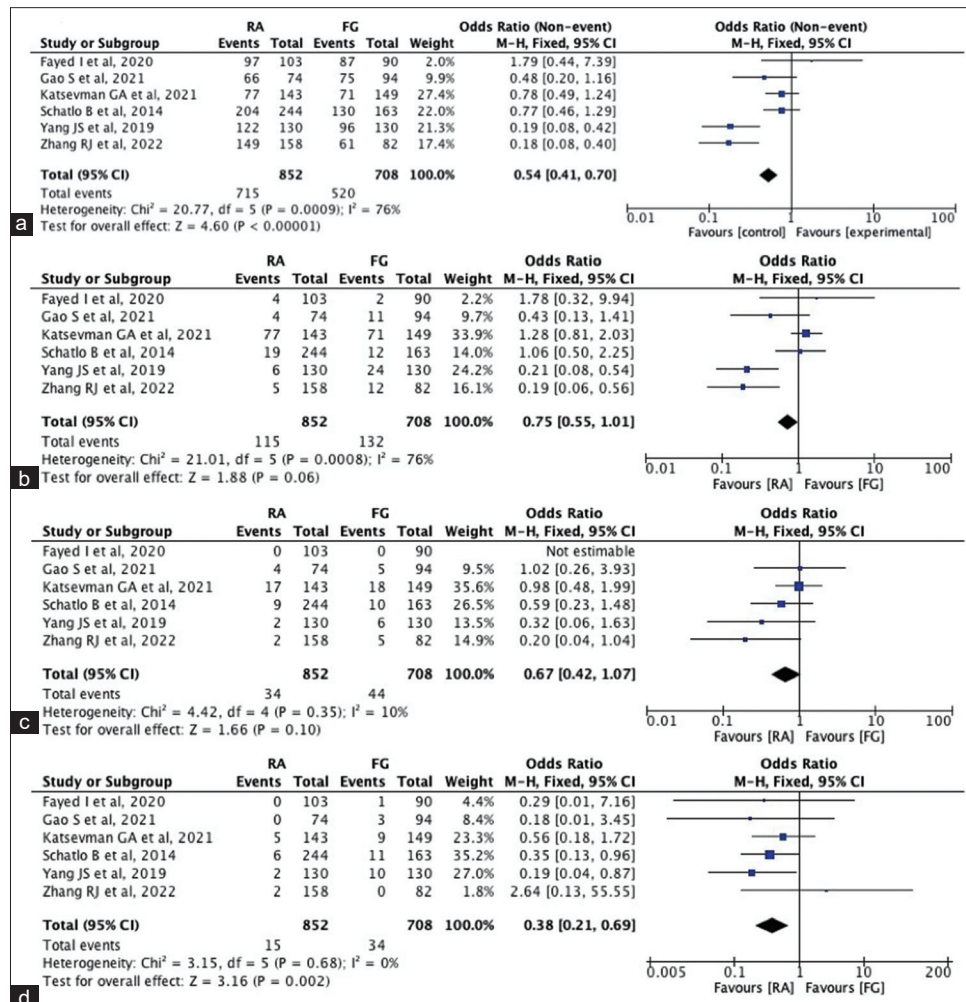 RA FG Odds Ratio (Non-event) Odds Ratio (Non-event)
Study or Subgroup Events Total Events Total Weight M-H, Fixed, 95% CI M-H, Fixed, 95% CI
Fayed I et al, 2020 97 103 87 90 2.0% 1.79 [0.44, 7.39]
Gao S et al, 2021 66 74 75 94 9.9% 0.48 [0.20, 1.16]
Katsevman GA et al, 2021 77 143 71 149 27.4% 0.78 [0.49, 1.24]
Schatlo B et al, 2014 204 244 130 163 22.0% 0.77 [0.46, 1.29]
Yang JS et al, 2019 122 130 96 130 21.3% 0.19 [0.08, 0.42]
Zhang RJ et al, 2022 149 158 61 82 17.4% 0.18 [0.08, 0.40]
Total (95% CI) 852 708 100.0% 0.54 [0.41, 0.70]
Total events 715 520
Heterogeneity: Chi² = 20.77, df = 5 (P = 0.0009); I² = 76%
Test for overall effect: Z = 4.60 (P < 0.00001)
0.01 0.1 1 10 100
Favours [control] Favours [experimental]
a
RA FG Odds Ratio Odds Ratio
Study or Subgroup Events Total Events Total Weight M-H, Fixed, 95% CI M-H, Fixed, 95% CI
Fayed I et al, 2020 4 103 2 90 2.2% 1.78 [0.32, 9.94]
Gao S et al, 2021 4 74 11 94 9.7% 0.43 [0.13, 1.41]
Katsevman GA et al, 2021 77 143 71 149 33.9% 1.28 [0.81, 2.03]
Schatlo B et al, 2014 19 244 12 163 14.0% 1.06 [0.50, 2.25]
Yang JS et al, 2019 6 130 24 130 24.2% 0.21 [0.08, 0.54]
Zhang RJ et al, 2022 5 158 12 82 16.1% 0.19 [0.06, 0.56]
Total (95% CI) 852 708 100.0% 0.75 [0.55, 1.01]
Total events 115 132
Heterogeneity: Chi² = 21.01, df = 5 (P = 0.0008); I² = 76%
Test for overall effect: Z = 1.88 (P = 0.06)
0.01 0.1 1 10 100
Favours [RA] Favours [FG]
b
RA FG Odds Ratio Odds Ratio
Study or Subgroup Events Total Events Total Weight M-H, Fixed, 95% CI M-H, Fixed, 95% CI
Fayed I et al, 2020 0 103 0 90 Not estimable
Gao S et al, 2021 4 74 5 94 9.5% 1.02 [0.26, 3.93]
Katsevman GA et al, 2021 17 143 18 149 35.6% 0.98 [0.48, 1.99]
Schatlo B et al, 2014 9 244 10 163 26.5% 0.59 [0.23, 1.48]
Yang JS et al, 2019 2 130 6 130 13.5% 0.32 [0.06, 1.63]
Zhang RJ et al, 2022 2 158 5 82 14.9% 0.20 [0.04, 1.04]
Total (95% CI) 852 708 100.0% 0.67 [0.42, 1.07]
Total events 34 44
Heterogeneity: Chi² = 4.42, df = 4 (P = 0.35); I² = 10%
Test for overall effect: Z = 1.66 (P = 0.10)
0.01 0.1 1 10 100
Favours [RA] Favours [FG]
c
RA FG Odds Ratio Odds Ratio
Study or Subgroup Events Total Events Total Weight M-H, Fixed, 95% CI M-H, Fixed, 95% CI
Fayed I et al, 2020 0 103 1 90 4.4% 0.29 [0.01, 7.16]
Gao S et al, 2021 0 74 3 94 8.4% 0.18 [0.01, 3.45]
Katsevman GA et al, 2021 5 143 9 149 23.3% 0.56 [0.18, 1.72]
Schatlo B et al, 2014 6 244 11 163 35.2% 0.35 [0.13, 0.96]
Yang JS et al, 2019 2 130 10 130 27.0% 0.19 [0.04, 0.87]
Zhang RJ et al, 2022 2 158 0 82 1.8% 2.64 [0.13, 55.55]
Total (95% CI) 852 708 100.0% 0.38 [0.21, 0.69]
Total events 15 34
Heterogeneity: Chi² = 3.15, df = 5 (P = 0.68); I² = 0%
Test for overall effect: Z = 3.16 (P = 0.002)
0.005 0.1 1 10 200
Favours [RA] Favours [FG]
d